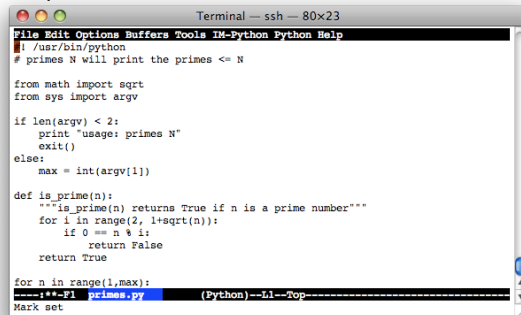 Terminal — ssh — 80×23
File Edit Options Buffers Tools IM-Python Python Help
#! /usr/bin/python
# primes N will print the primes <= N

from math import sqrt
from sys import argv

if len(argv) < 2:
    print "usage: primes N"
    exit()
else:
    max = int(argv[1])

def is_prime(n):
    """is_prime(n) returns True if n is a prime number"""
    for i in range(2, 1+sqrt(n)):
        if 0 == n % i:
            return False
    return True

for n in range(1,max):
----:**-F1  primes.py       (Python)--L1--Top----------------------------------
Mark set